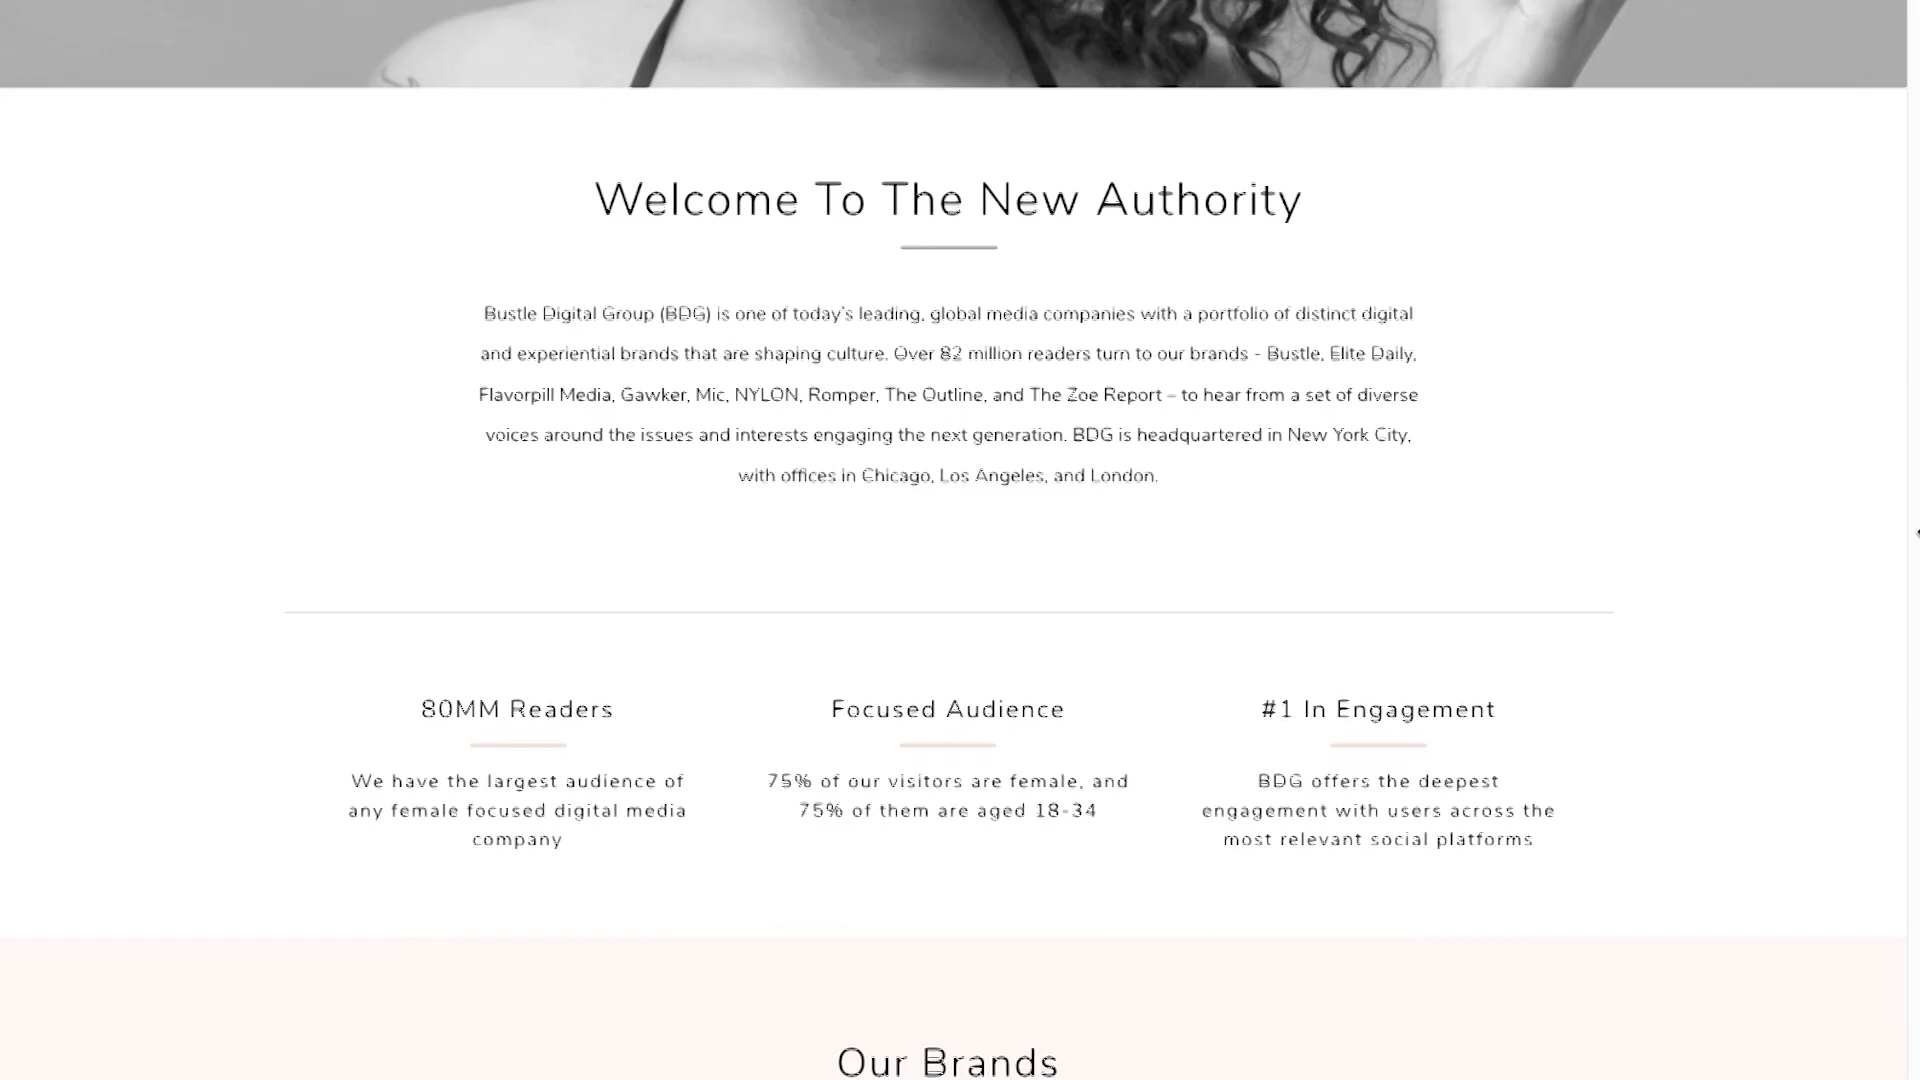 Welcome To The New Authority
Bustle Digital Group (BDG) is one of today's leading, global media companies with a portfolio of distinct digital
and experiential brands that are shaping culture. Over 82 million readers turn to our brands - Bustle, Elite Daily,
Flavorpill Media, Gawker, Mic, NYLON, Romper, The Outline, and The Zoe Report – to hear from a set of diverse
voices around the issues and interests engaging the next generation. BDG is headquartered in New York City,
with offices in Chicago, Los Angeles, and London.
80MM Readers
We have the largest audience of
any female focused digital media
company
Focused Audience
75% of our visitors are female, and
75% of them are aged 18-34
#1 In Engagement
BDG offers the deepest
engagement with users across the
most relevant social platforms
Our Brands